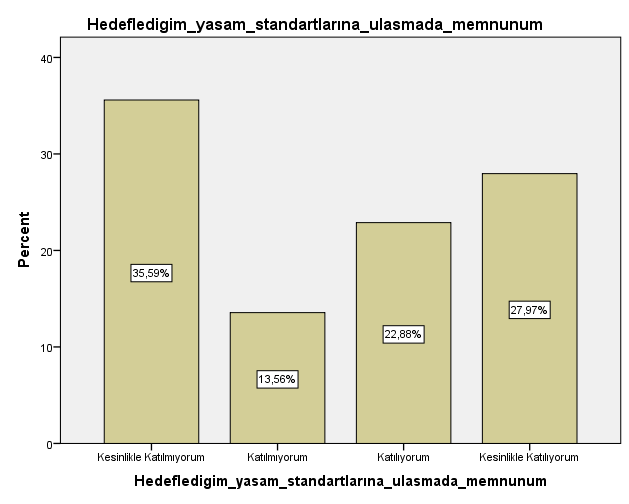 Hedefledigim_yasam_standartlarına_ulasmada_memnunum
40
30
20
10
0
Percent
35,59%
13,56%
22,88%
27,97%
Kesinlikle Katılmıyorum
Katılmıyorum
Katılıyorum
Kesinlikle Katılıyorum
Hedefledigim_yasam_standartlarına_ulasmada_memnunum